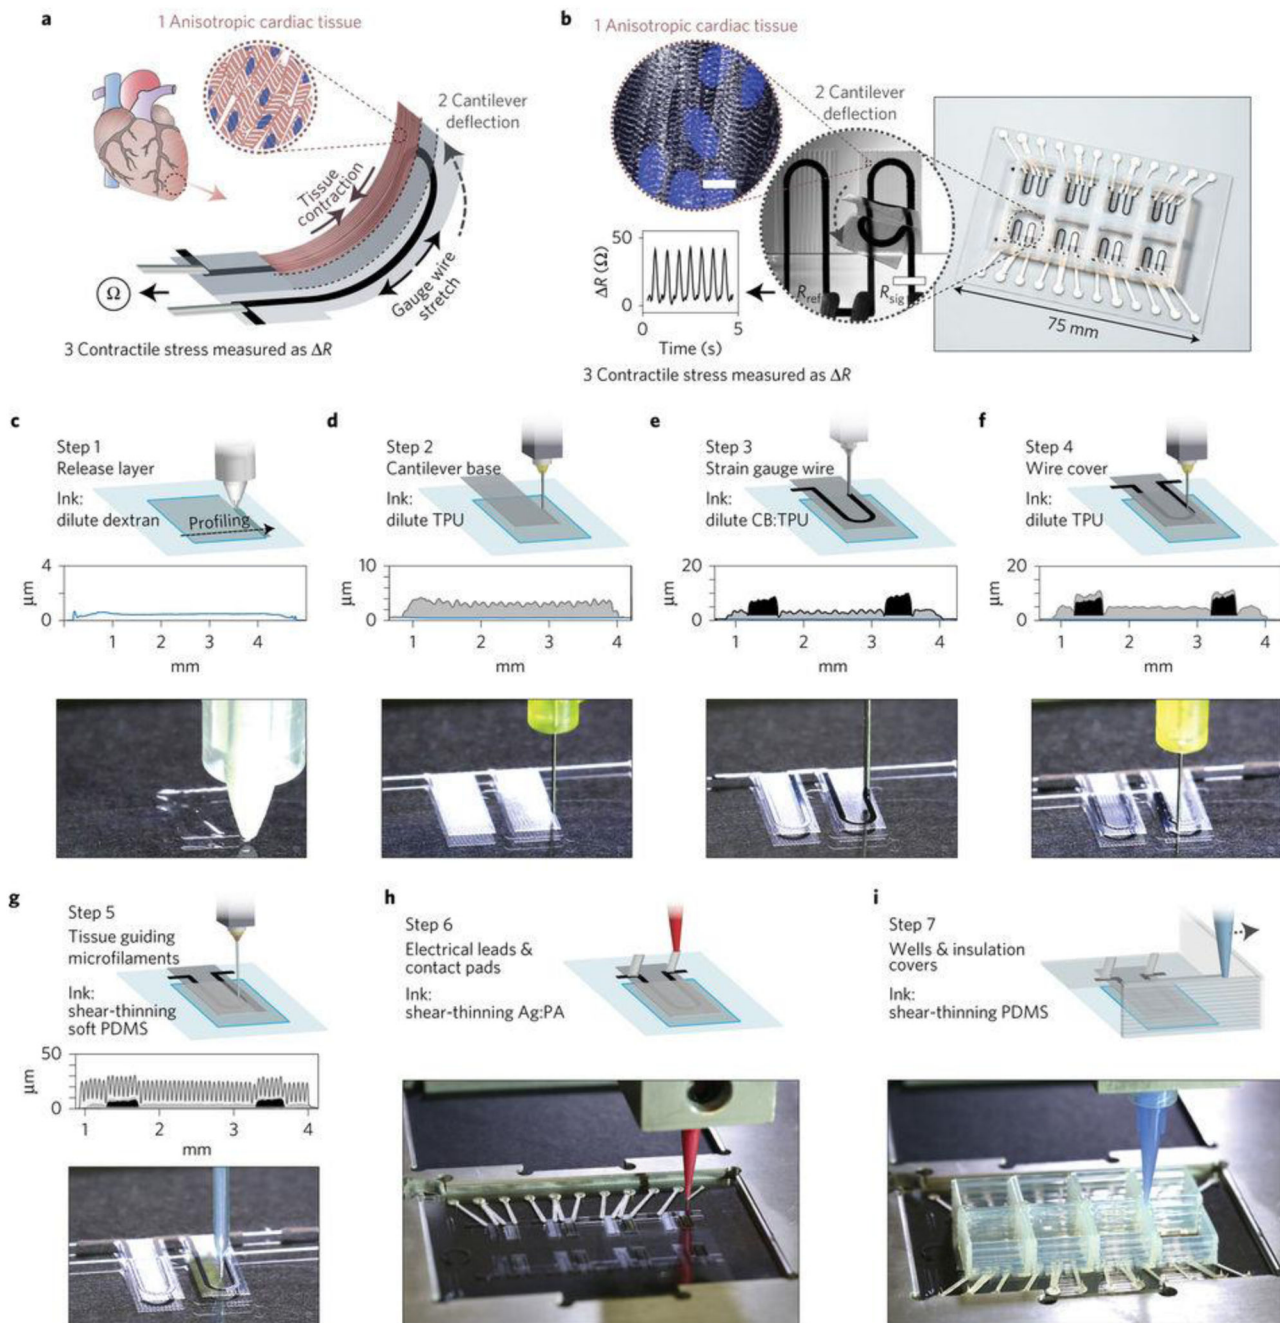 a
1 Anisotropic cardiac tissue
2 Cantilever
deflection
Tissue
contraction
Gauge wire
stretch
Ω
3 Contractile stress measured as ΔR
b
1 Anisotropic cardiac tissue
2 Cantilever
deflection
50
0
ΔR (Ω)
0
5
Time (s)
Rref
Rsig
75 mm
3 Contractile stress measured as ΔR
c
Step 1
Release layer
Ink:
dilute dextran
Profiling
4
0
µm
1 2 3 4
mm
d
Step 2
Cantilever base
Ink:
dilute TPU
10
0
µm
1 2 3 4
mm
e
Step 3
Strain gauge wire
Ink:
dilute CB:TPU
20
0
µm
1 2 3 4
mm
f
Step 4
Wire cover
Ink:
dilute TPU
20
0
µm
1 2 3 4
mm
g
Step 5
Tissue guiding
microfilaments
Ink:
shear-thinning
soft PDMS
50
0
µm
1 2 3 4
mm
h
Step 6
Electrical leads &
contact pads
Ink:
shear-thinning Ag:PA
i
Step 7
Wells & insulation
covers
Ink:
shear-thinning PDMS